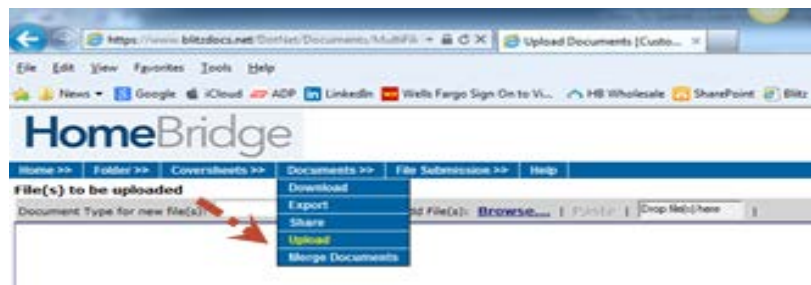 https://www.blitzdocs.net/DotNet/Documents/MultiFil
Upload Documents [Custo...
File Edit View Favorites Tools Help
News Google iCloud ADP LinkedIn Wells Fargo Sign On to Vi... HB Wholesale SharePoint Blitz
HomeBridge
Home >> Folder >> Coversheets >> Documents >> File Submission >> Help
File(s) to be uploaded
Download
Document Type for new file(s): Export dd File(s): Browse... | Paste | Drop file(s) here |
Share
Upload
Merge Documents